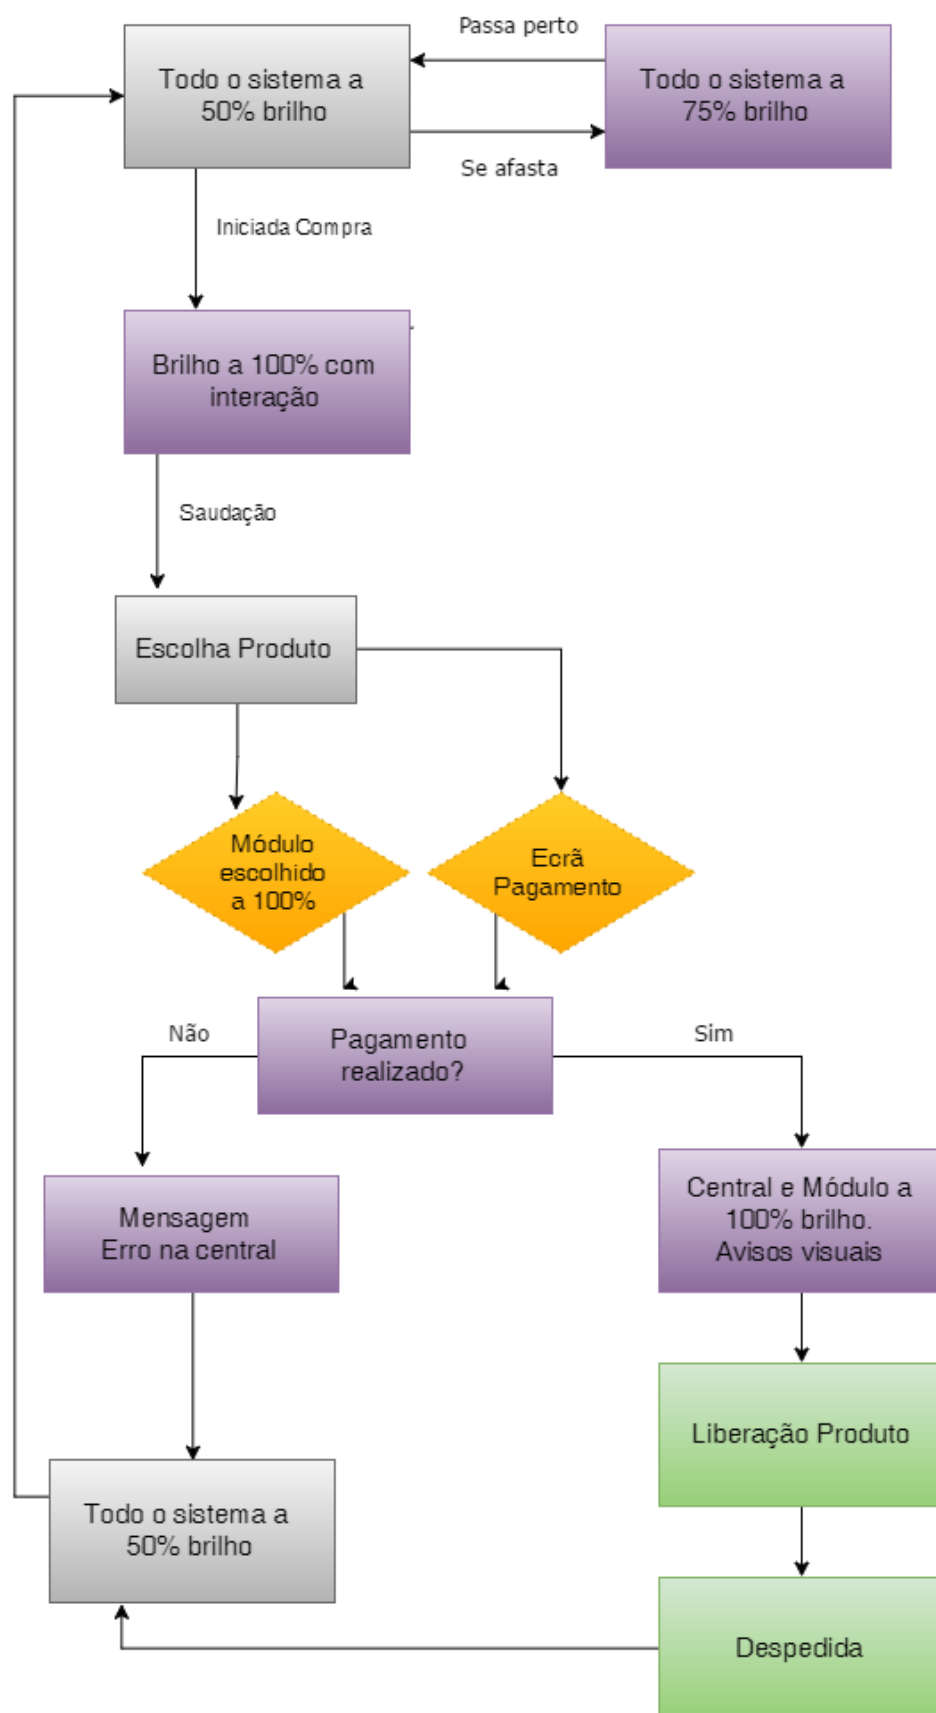 Passa perto
Todo o sistema a
50% brilho
Todo o sistema a
75% brilho
Se afasta
Iniciada Compra
Brilho a 100% com
interação
Saudação
Escolha Produto
Módulo
escolhido
a 100%
Ecrã
Pagamento
Não
Pagamento
realizado?
Sim
Mensagem
Erro na central
Central e Módulo a
100% brilho.
Avisos visuais
Liberação Produto
Todo o sistema a
50% brilho
Despedida